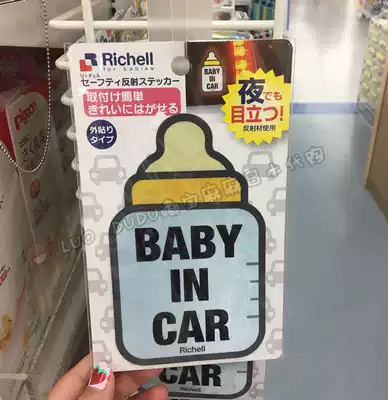 Richell
for babies
リッチェル
セーフティ反射ステッカー
取付け簡単
きれいにはがせる
外貼り
タイプ
BABY
IN
CAR
夜でも
目立つ!
反射材使用
BABY
IN
CAR
Richell
CAR
Pigeon